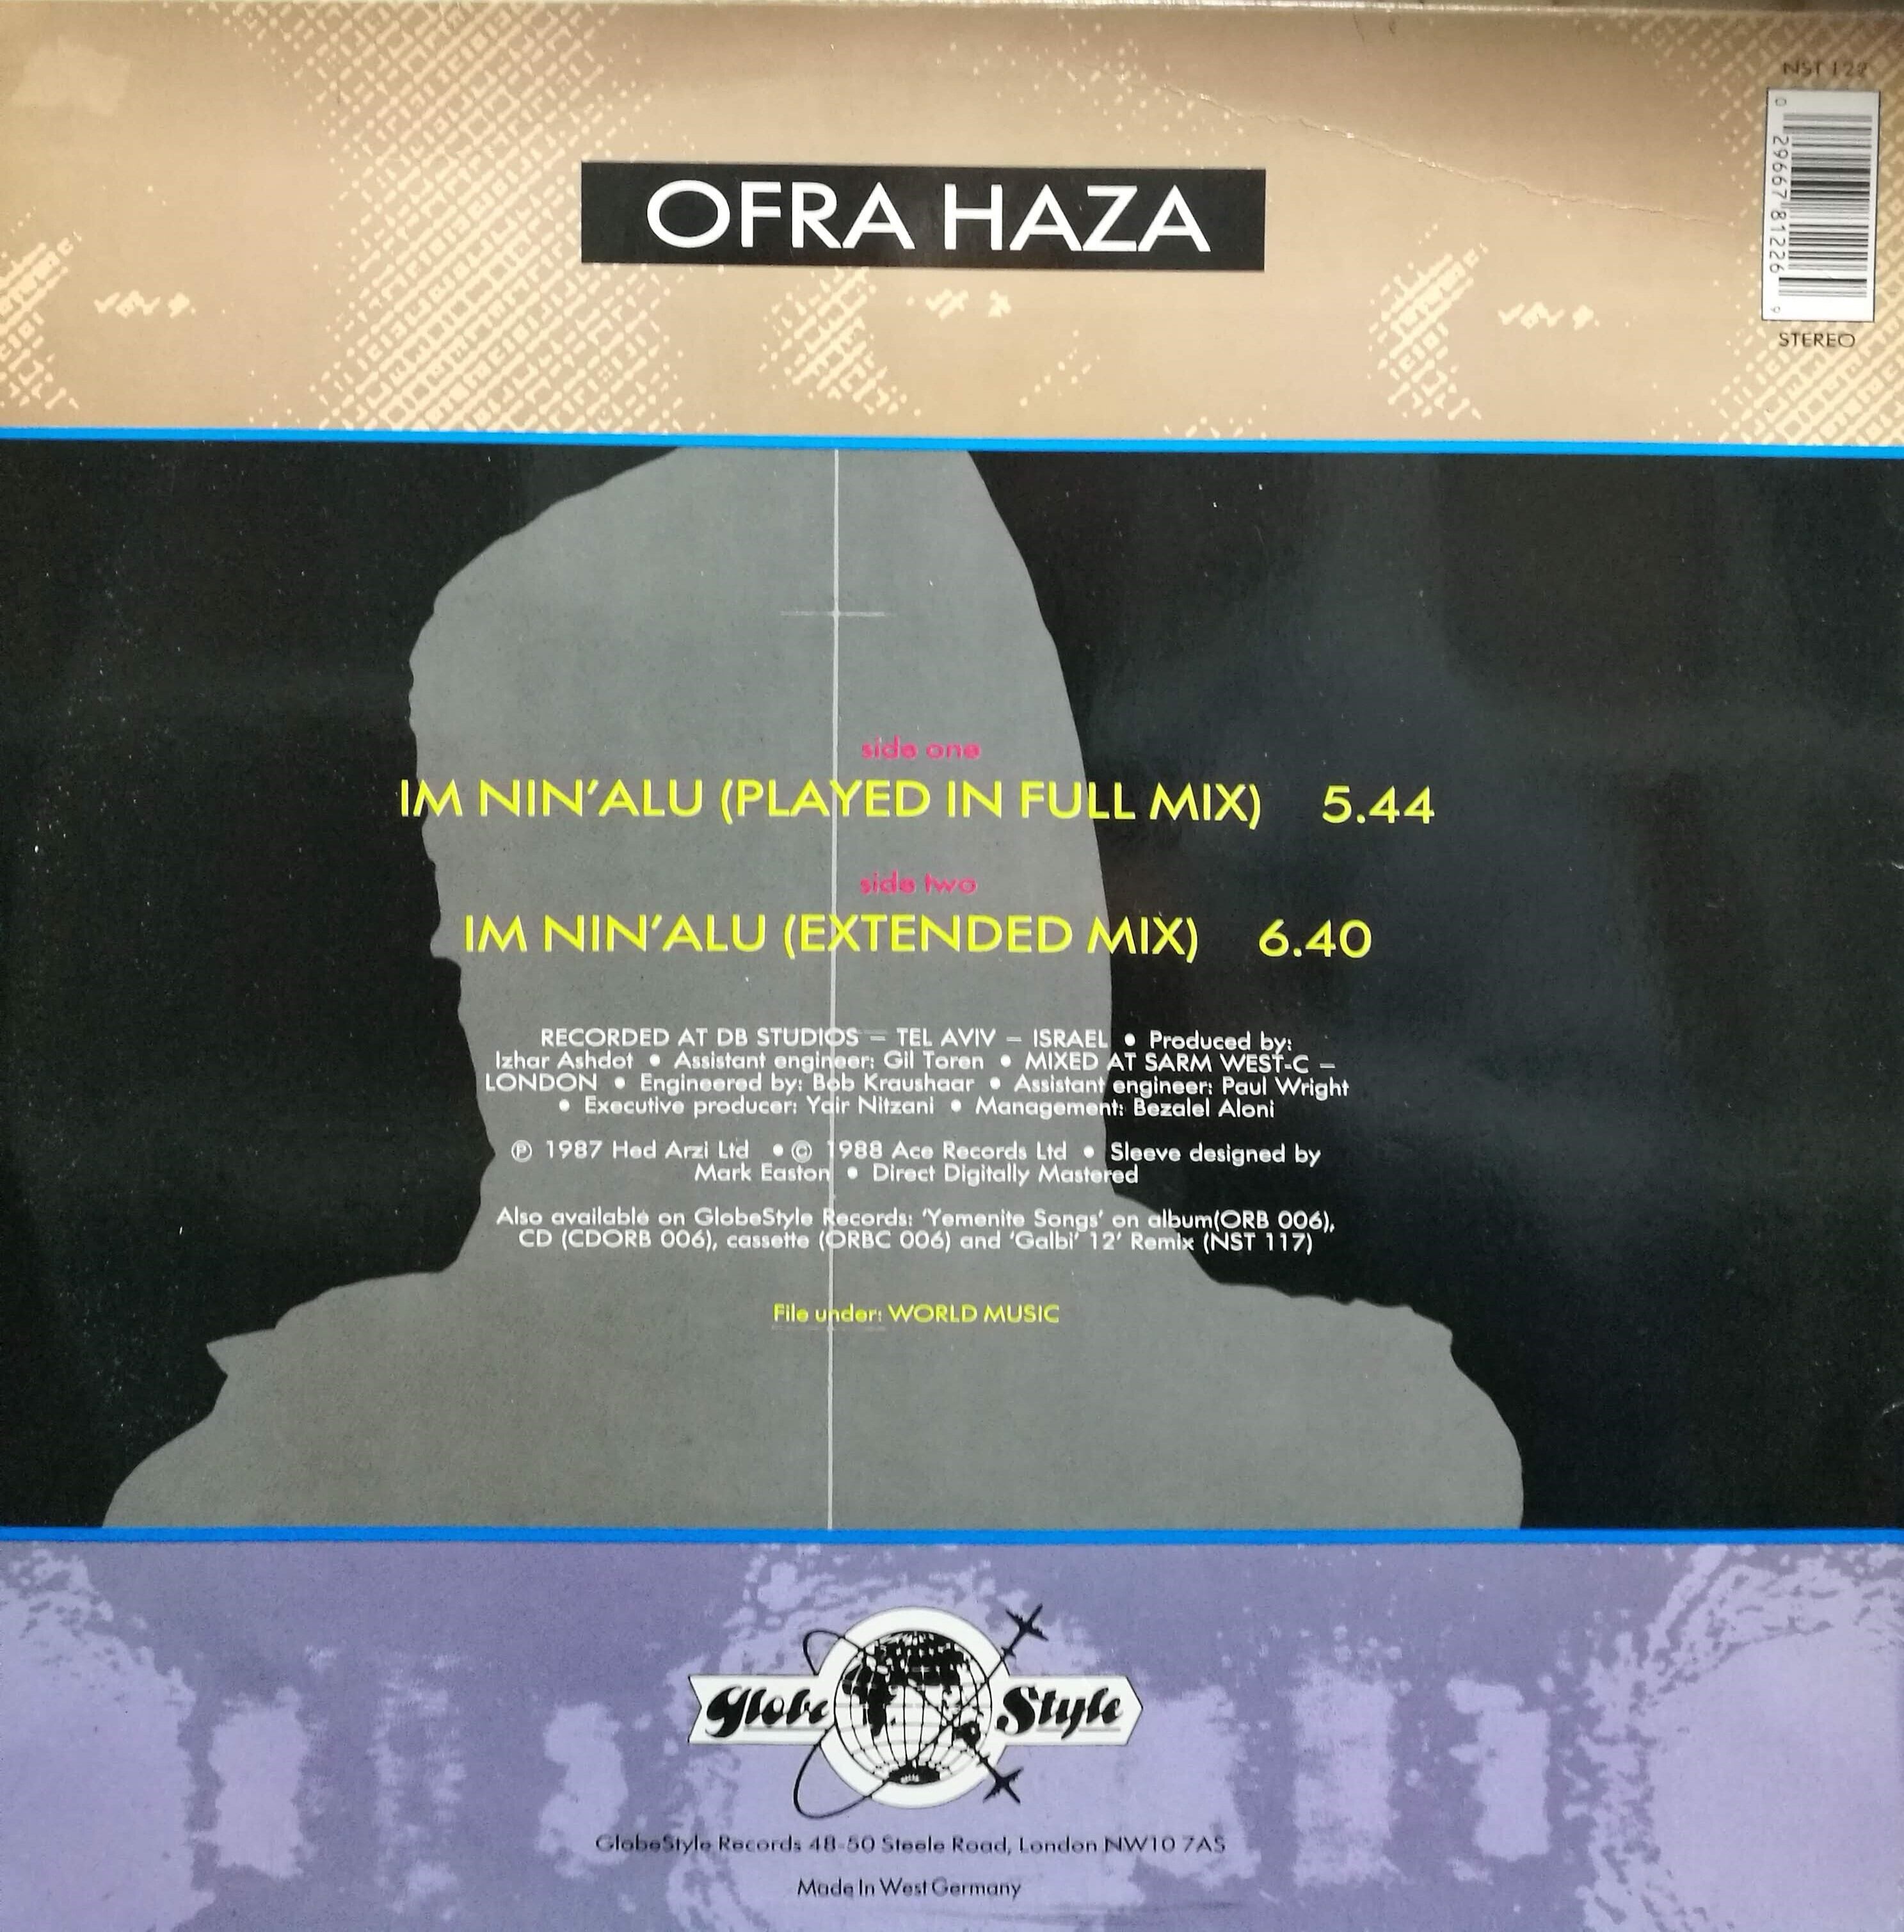 NST 122
0 29667 81226 9
STEREO
OFRA HAZA
side one
IM NIN'ALU (PLAYED IN FULL MIX) 5.44
side two
IM NIN'ALU (EXTENDED MIX) 6.40
RECORDED AT DB STUDIOS – TEL AVIV – ISRAEL • Produced by:
Izhar Ashdot • Assistant engineer: Gil Toren • MIXED AT SARM WEST-C –
LONDON • Engineered by: Bob Kraushaar • Assistant engineer: Paul Wright
• Executive producer: Yair Nitzani • Management: Bezalel Aloni
℗ 1987 Hed Arzi Ltd • © 1988 Ace Records Ltd • Sleeve designed by
Mark Easton • Direct Digitally Mastered
Also available on GlobeStyle Records: 'Yemenite Songs' on album(ORB 006),
CD (CDORB 006), cassette (ORBC 006) and 'Galbi' 12' Remix (NST 117)
File under: WORLD MUSIC
Globe Style
GlobeStyle Records 48-50 Steele Road, London NW10 7AS
Made In West Germany